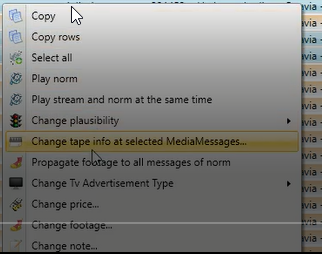 Copy
Copy rows
Select all
Play norm
Play stream and norm at the same time
Change plausibility
Change tape info at selected MediaMessages...
Propagate footage to all messages of norm
Change Tv Advertisement Type
Change price...
Change footage...
Change note...